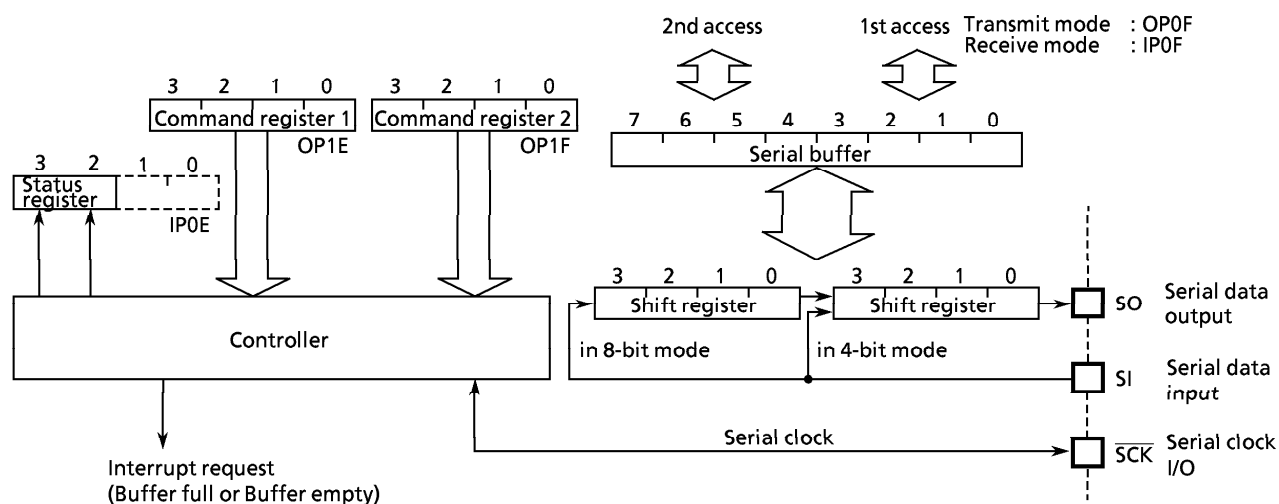 2nd access 1st access Transmit mode : OP0F
Receive mode : IP0F
3 2 1 0 3 2 1 0
Command register 1 Command register 2
OP1E OP1F
7 6 5 4 3 2 1 0
Serial buffer
3 2 1 0
Status
register
IP0E
3 2 1 0 3 2 1 0
Shift register Shift register
SO Serial data
output
Controller
in 8-bit mode in 4-bit mode
SI Serial data
input
Serial clock
SCK Serial clock
I/O
Interrupt request
(Buffer full or Buffer empty)